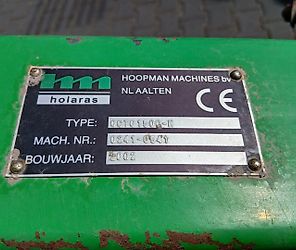 hm
holaras
HOOPMAN MACHINES bv
NL AALTEN
CE
TYPE:
MACH. NR.:
BOUWJAAR: 2002